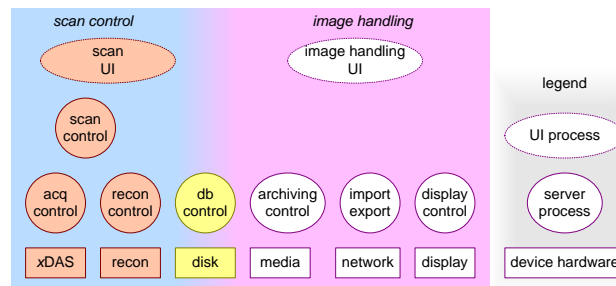 scan control
image handling
scan
UI
image handling
UI
legend
scan
control
UI process
acq
control
recon
control
db
control
archiving
control
import
export
display
control
server
process
xDAS
recon
disk
media
network
display
device hardware